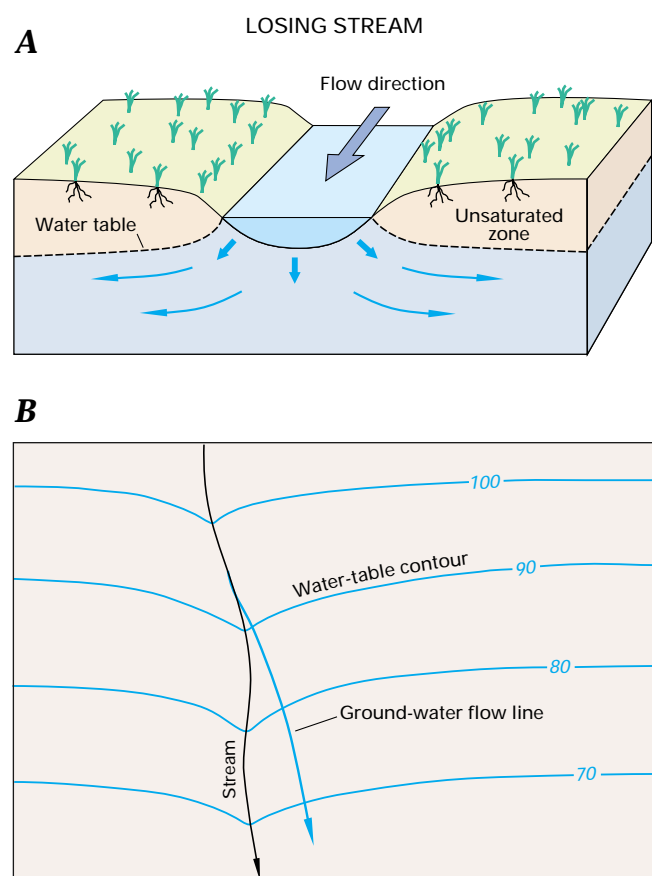 LOSING STREAM
A
Flow direction
Water table
Unsaturated
zone
B
100
Water-table contour
90
80
Ground-water flow line
Stream
70